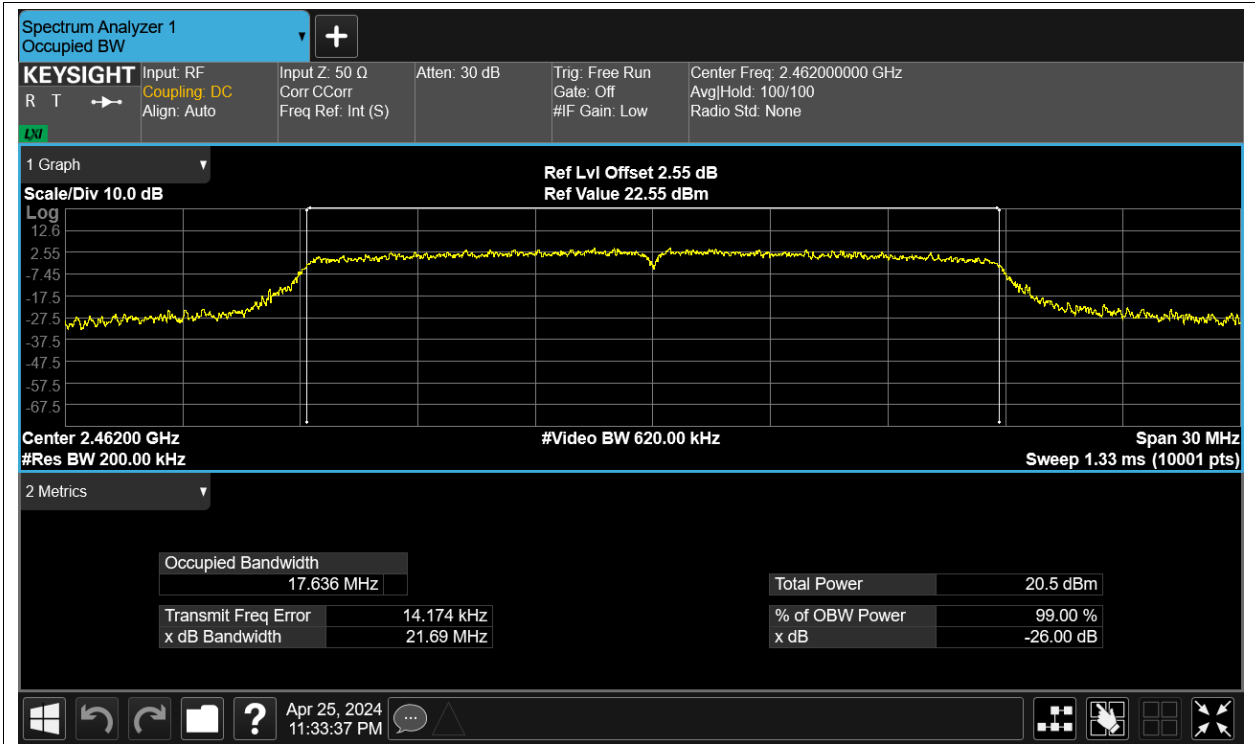 Spectrum Analyzer 1
Occupied BW
KEYSIGHT
R T
LXI
Input: RF
Coupling: DC
Align: Auto
Input Z: 50 Ω
Corr CCorr
Freq Ref: Int (S)
Atten: 30 dB
Trig: Free Run
Gate: Off
#IF Gain: Low
Center Freq: 2.462000000 GHz
Avg|Hold: 100/100
Radio Std: None
1 Graph
Scale/Div 10.0 dB
Ref Lvl Offset 2.55 dB
Ref Value 22.55 dBm
Log
12.6
2.55
-7.45
-17.5
-27.5
-37.5
-47.5
-57.5
-67.5
Center 2.46200 GHz
#Video BW 620.00 kHz
Span 30 MHz
#Res BW 200.00 kHz
Sweep 1.33 ms (10001 pts)
2 Metrics
Occupied Bandwidth
17.636 MHz
Total Power 20.5 dBm
Transmit Freq Error 14.174 kHz
% of OBW Power 99.00 %
x dB Bandwidth 21.69 MHz
x dB -26.00 dB
?
Apr 25, 2024
11:33:37 PM